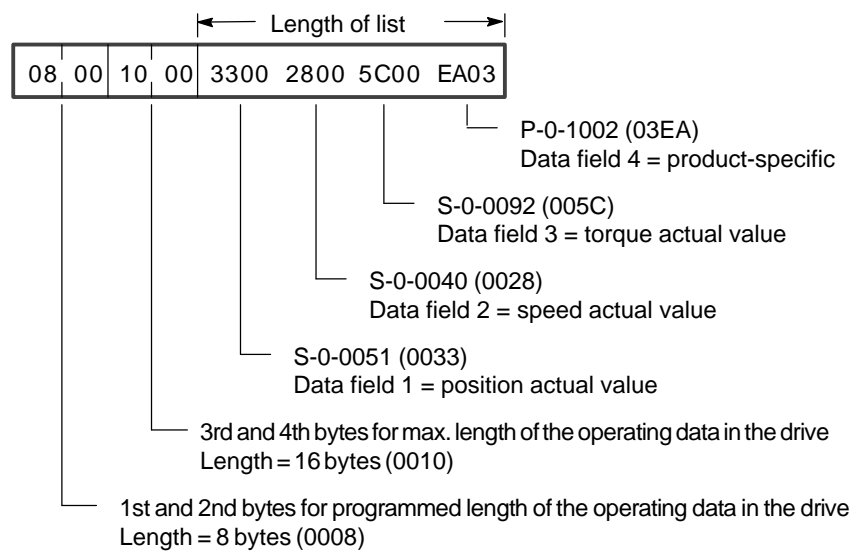 Length of list
08 00 10 00 3300 2800 5C00 EA03
P-0-1002 (03EA)
Data field 4 = product-specific
S-0-0092 (005C)
Data field 3 = torque actual value
S-0-0040 (0028)
Data field 2 = speed actual value
S-0-0051 (0033)
Data field 1 = position actual value
3rd and 4th bytes for max. length of the operating data in the drive
Length = 16 bytes (0010)
1st and 2nd bytes for programmed length of the operating data in the drive
Length = 8 bytes (0008)